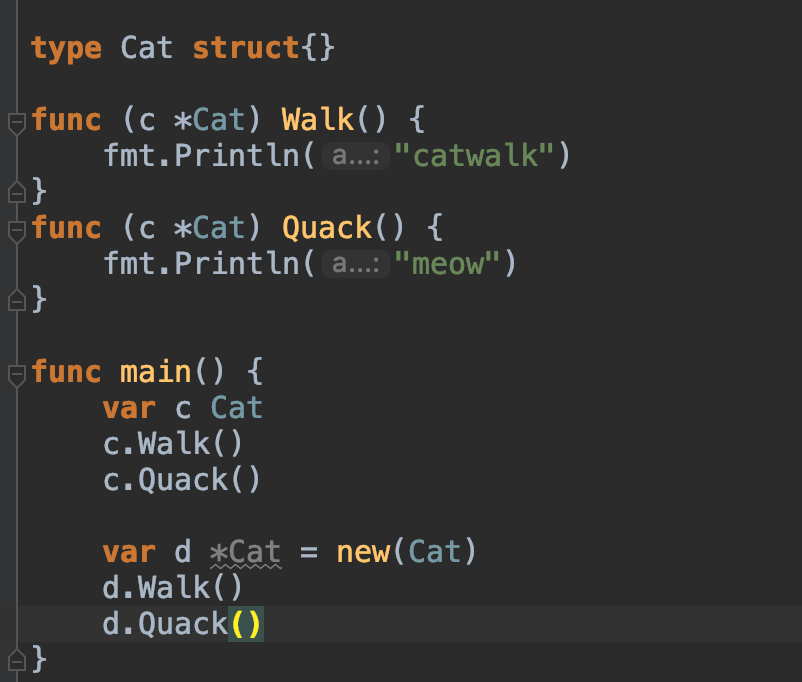 type Cat struct{}
func (c *Cat) Walk() {
fmt.Println( a...: "catwalk")
}
func (c *Cat) Quack() {
fmt.Println( a...: "meow")
}
func main() {
var c Cat
c.Walk()
c.Quack()
var d *Cat = new(Cat)
d.Walk()
d.Quack()
}